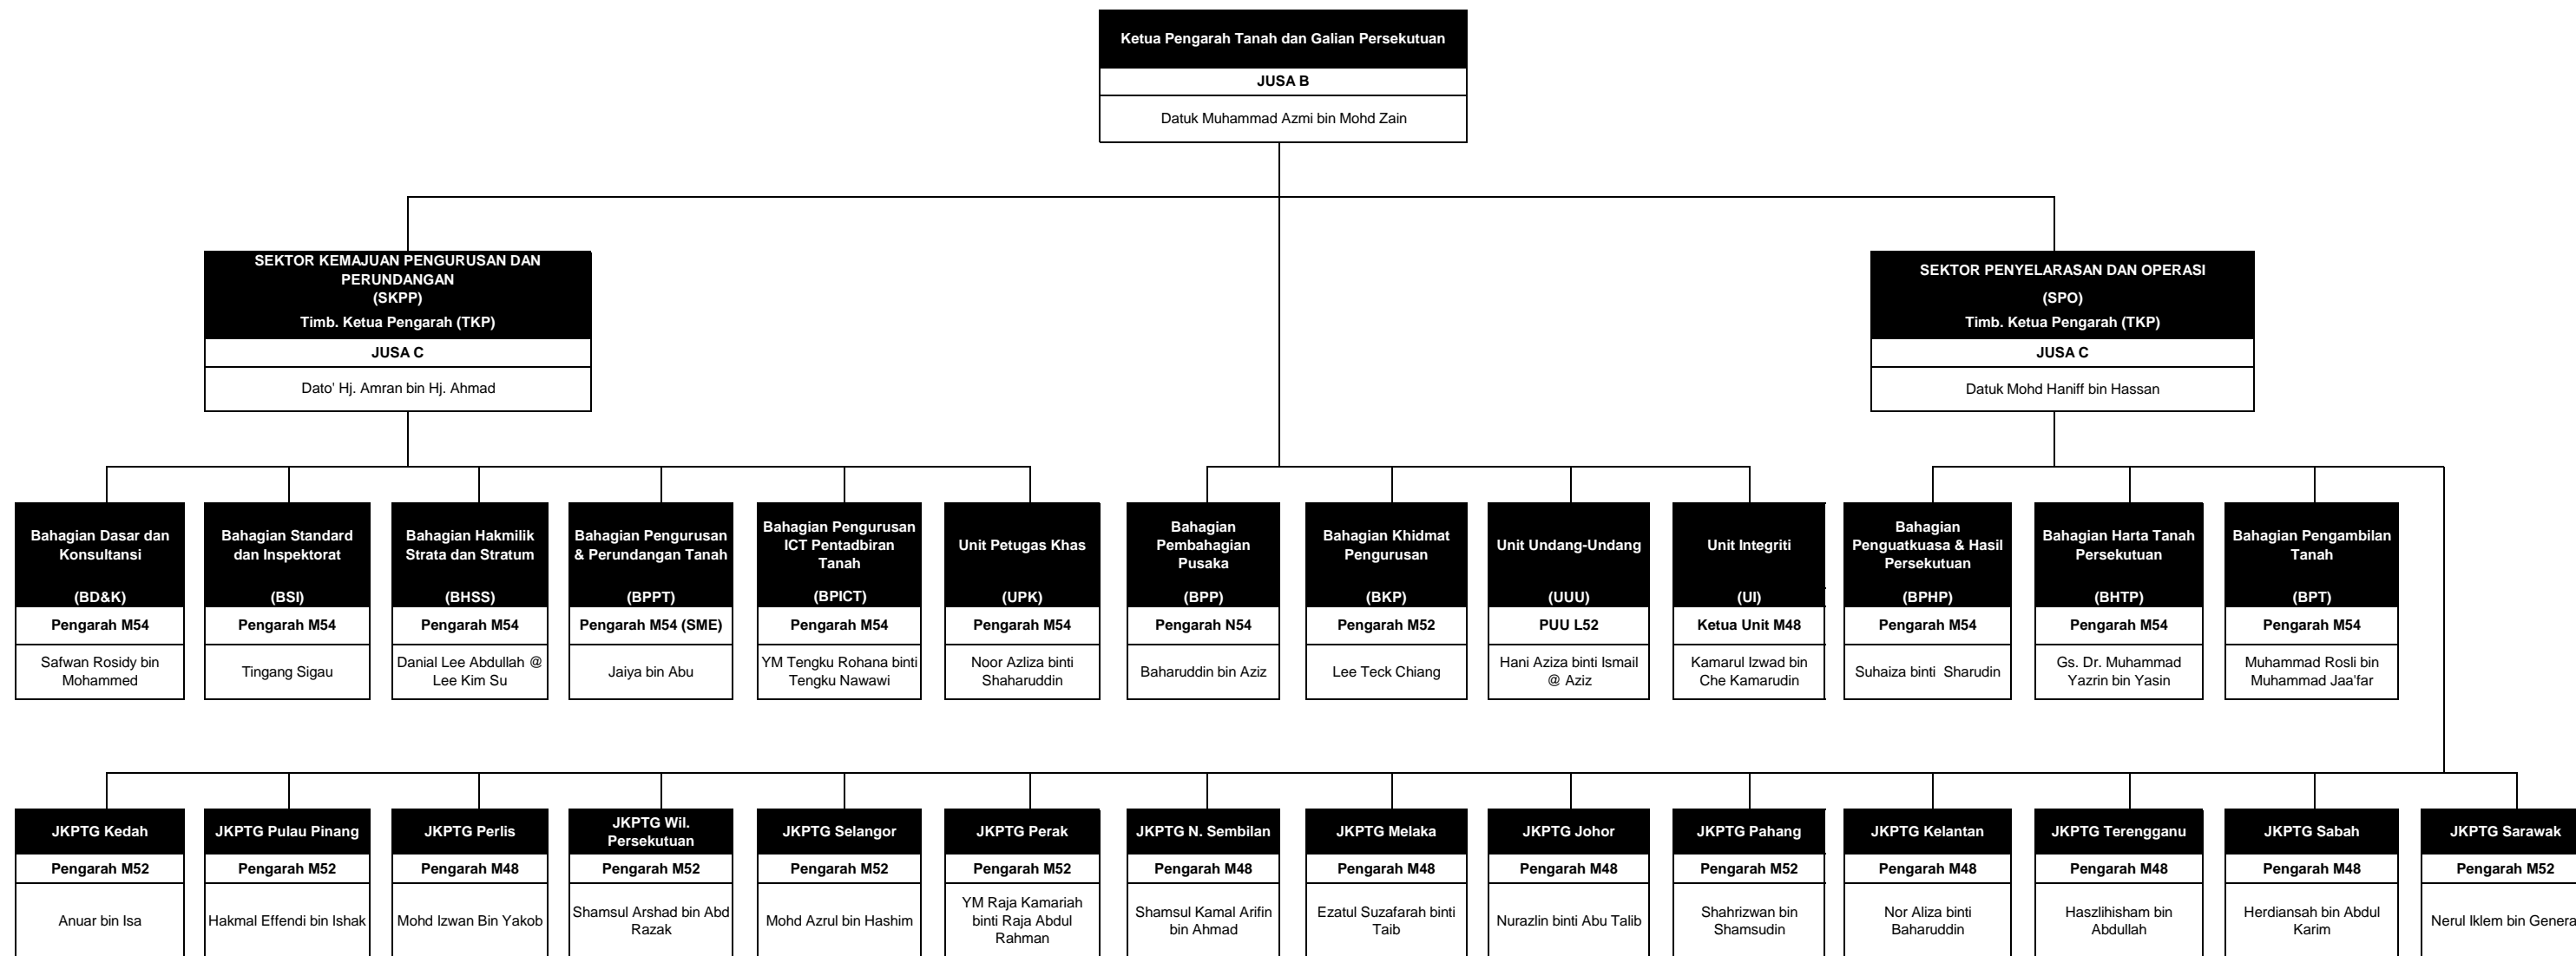 Ketua Pengarah Tanah dan Galian Persekutuan
JUSA B
Datuk Muhammad Azmi bin Mohd Zain
SEKTOR KEMAJUAN PENGURUSAN DAN
PERUNDANGAN
(SKPP)
Timb. Ketua Pengarah (TKP)
JUSA C
Dato' Hj. Amran bin Hj. Ahmad
SEKTOR PENYELARASAN DAN OPERASI
(SPO)
Timb. Ketua Pengarah (TKP)
JUSA C
Datuk Mohd Haniff bin Hassan
Bahagian Dasar dan
Konsultansi
(BD&K)
Pengarah M54
Safwan Rosidy bin
Mohammed
Bahagian Standard
dan Inspektorat
(BSI)
Pengarah M54
Tingang Sigau
Bahagian Hakmilik
Strata dan Stratum
(BHSS)
Pengarah M54
Danial Lee Abdullah @
Lee Kim Su
Bahagian Pengurusan
& Perundangan Tanah
(BPPT)
Pengarah M54 (SME)
Jaiya bin Abu
Bahagian Pengurusan
ICT Pentadbiran
Tanah
(BPICT)
Pengarah M54
YM Tengku Rohana binti
Tengku Nawawi
Unit Petugas Khas
(UPK)
Pengarah M54
Noor Azliza binti
Shaharuddin
Bahagian
Pembahagian
Pusaka
(BPP)
Pengarah N54
Baharuddin bin Aziz
Bahagian Khidmat
Pengurusan
(BKP)
Pengarah M52
Lee Teck Chiang
Unit Undang-Undang
(UUU)
PUU L52
Hani Aziza binti Ismail
@ Aziz
Unit Integriti
(UI)
Ketua Unit M48
Kamarul Izwad bin
Che Kamarudin
Bahagian
Penguatkuasa & Hasil
Persekutuan
(BPHP)
Pengarah M54
Suhaiza binti Sharudin
Bahagian Harta Tanah
Persekutuan
(BHTP)
Pengarah M54
Gs. Dr. Muhammad
Yazrin bin Yasin
Bahagian Pengambilan
Tanah
(BPT)
Pengarah M54
Muhammad Rosli bin
Muhammad Jaa'far
JKPTG Kedah
Pengarah M52
Anuar bin Isa
JKPTG Pulau Pinang
Pengarah M52
Hakmal Effendi bin Ishak
JKPTG Perlis
Pengarah M48
Mohd Izwan Bin Yakob
JKPTG Wil.
Persekutuan
Pengarah M52
Shamsul Arshad bin Abd
Razak
JKPTG Selangor
Pengarah M52
Mohd Azrul bin Hashim
JKPTG Perak
Pengarah M52
YM Raja Kamariah
binti Raja Abdul
Rahman
JKPTG N. Sembilan
Pengarah M48
Shamsul Kamal Arifin
bin Ahmad
JKPTG Melaka
Pengarah M48
Ezatul Suzafarah binti
Taib
JKPTG Johor
Pengarah M48
Nurazlin binti Abu Talib
JKPTG Pahang
Pengarah M52
Shahrizwan bin
Shamsudin
JKPTG Kelantan
Pengarah M48
Nor Aliza binti
Baharuddin
JKPTG Terengganu
Pengarah M48
Haszlihisham bin
Abdullah
JKPTG Sabah
Pengarah M48
Herdiansah bin Abdul
Karim
JKPTG Sarawak
Pengarah M52
Nerul Iklem bin